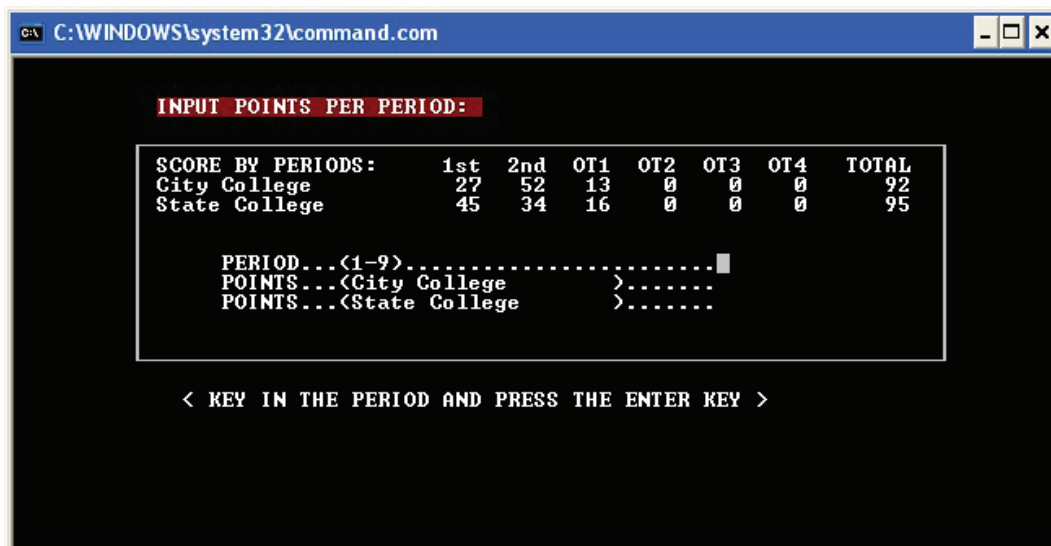 C:\WINDOWS\system32\command.com
INPUT POINTS PER PERIOD:
SCORE BY PERIODS: 1st 2nd OT1 OT2 OT3 OT4 TOTAL
City College 27 52 13 0 0 0 92
State College 45 34 16 0 0 0 95
PERIOD...(1-9)........................
POINTS...(City College ).......
POINTS...(State College ).......
< KEY IN THE PERIOD AND PRESS THE ENTER KEY >